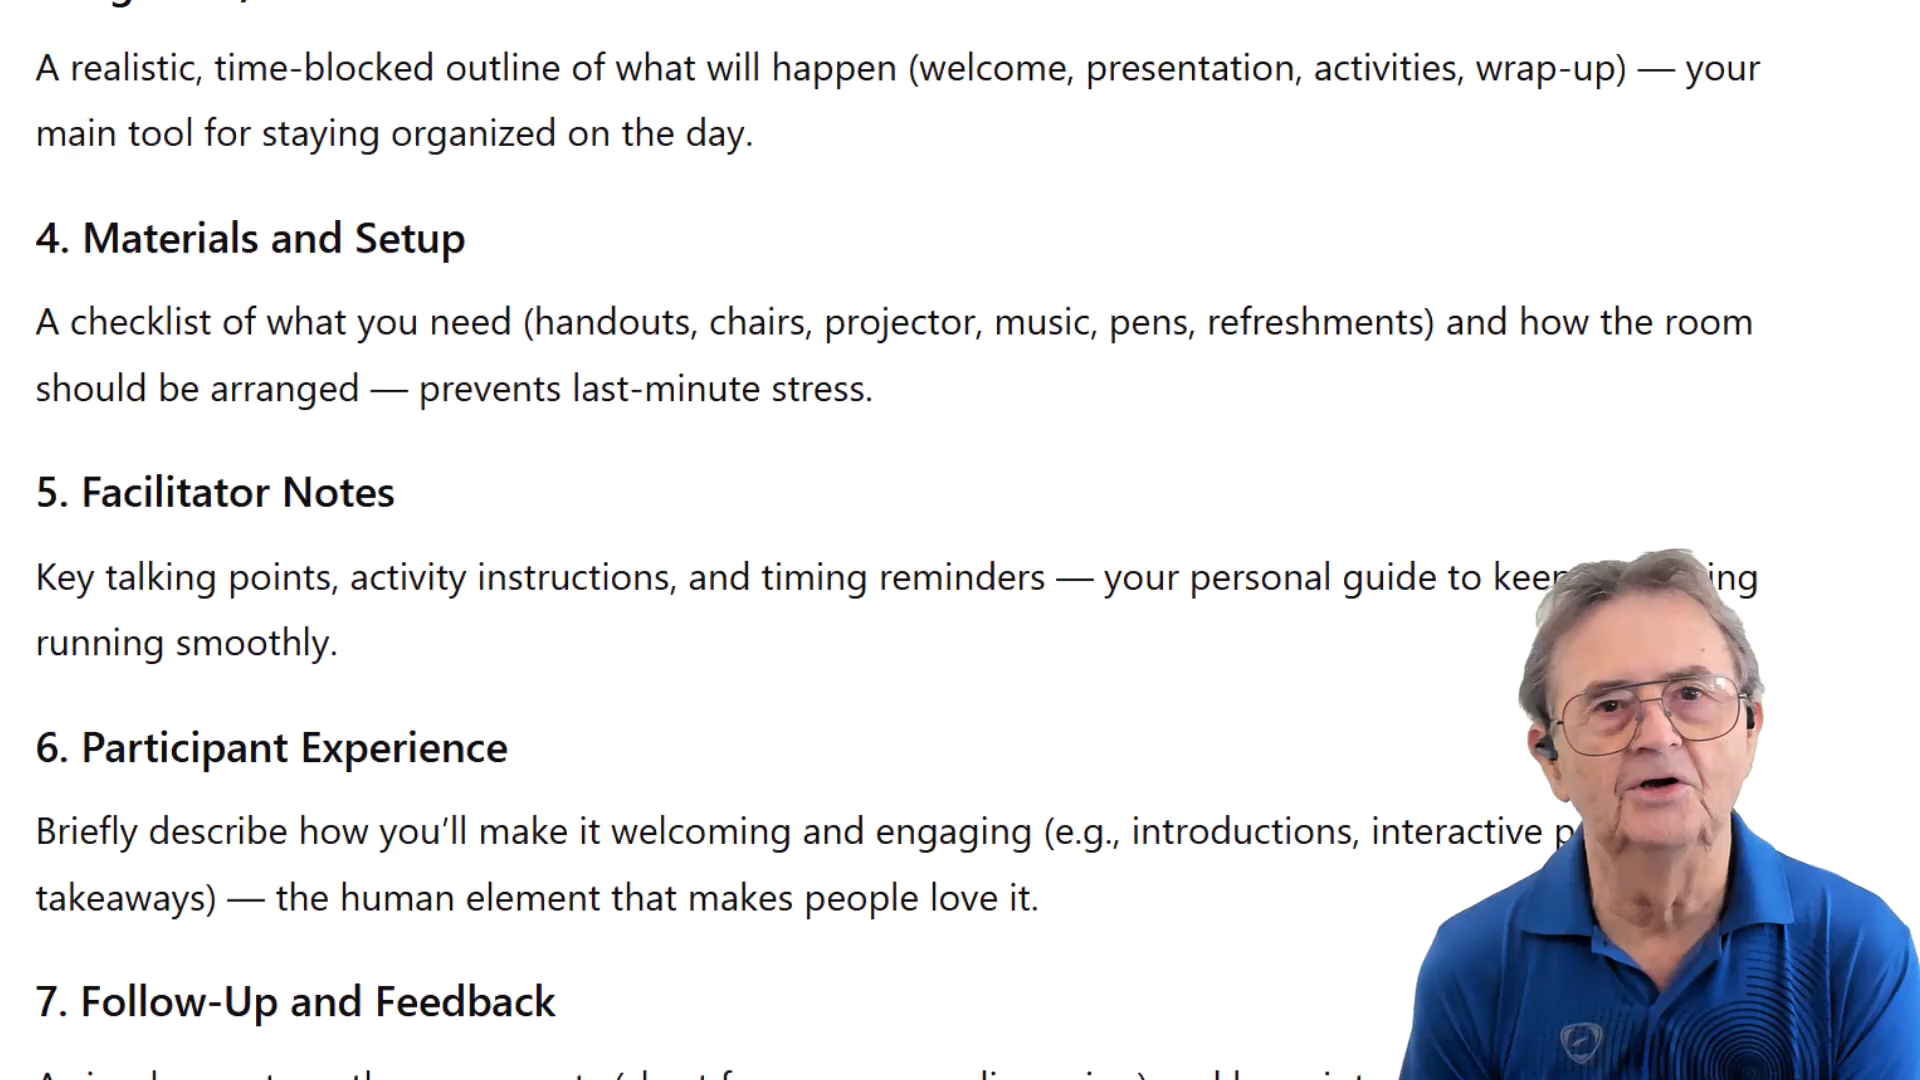 A realistic, time-blocked outline of what will happen (welcome, presentation, activities, wrap-up) — your
main tool for staying organized on the day.
4. Materials and Setup
A checklist of what you need (handouts, chairs, projector, music, pens, refreshments) and how the room
should be arranged — prevents last-minute stress.
5. Facilitator Notes
Key talking points, activity instructions, and timing reminders — your personal guide to
running smoothly.
6. Participant Experience
Briefly describe how you’ll make it welcoming and engaging (e.g., introductions, interactive
takeaways) — the human element that makes people love it.
7. Follow-Up and Feedback